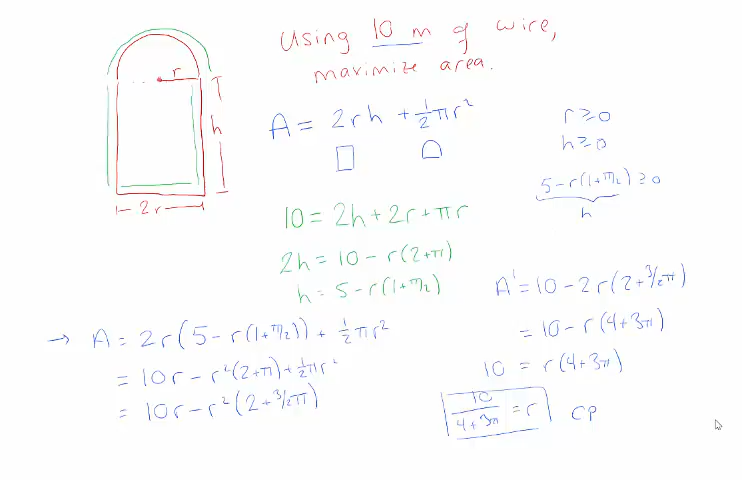 Using 10 m of wire,
maximize area.
r
h
2r
A = 2rh + 1/2πr²
r ≥ 0
h ≥ 0
5 - r(1+π/2) ≥ 0
h
10 = 2h + 2r + πr
2h = 10 - r(2+π)
h = 5 - r(1+π/2)
→ A = 2r(5 - r(1+π/2)) + 1/2πr²
= 10r - r²(2+π) + 1/2πr²
= 10r - r²(2+3/2π)
A' = 10 - 2r(2+3/2π)
= 10 - r(4+3π)
10 = r(4+3π)
10/(4+3π) = r CP